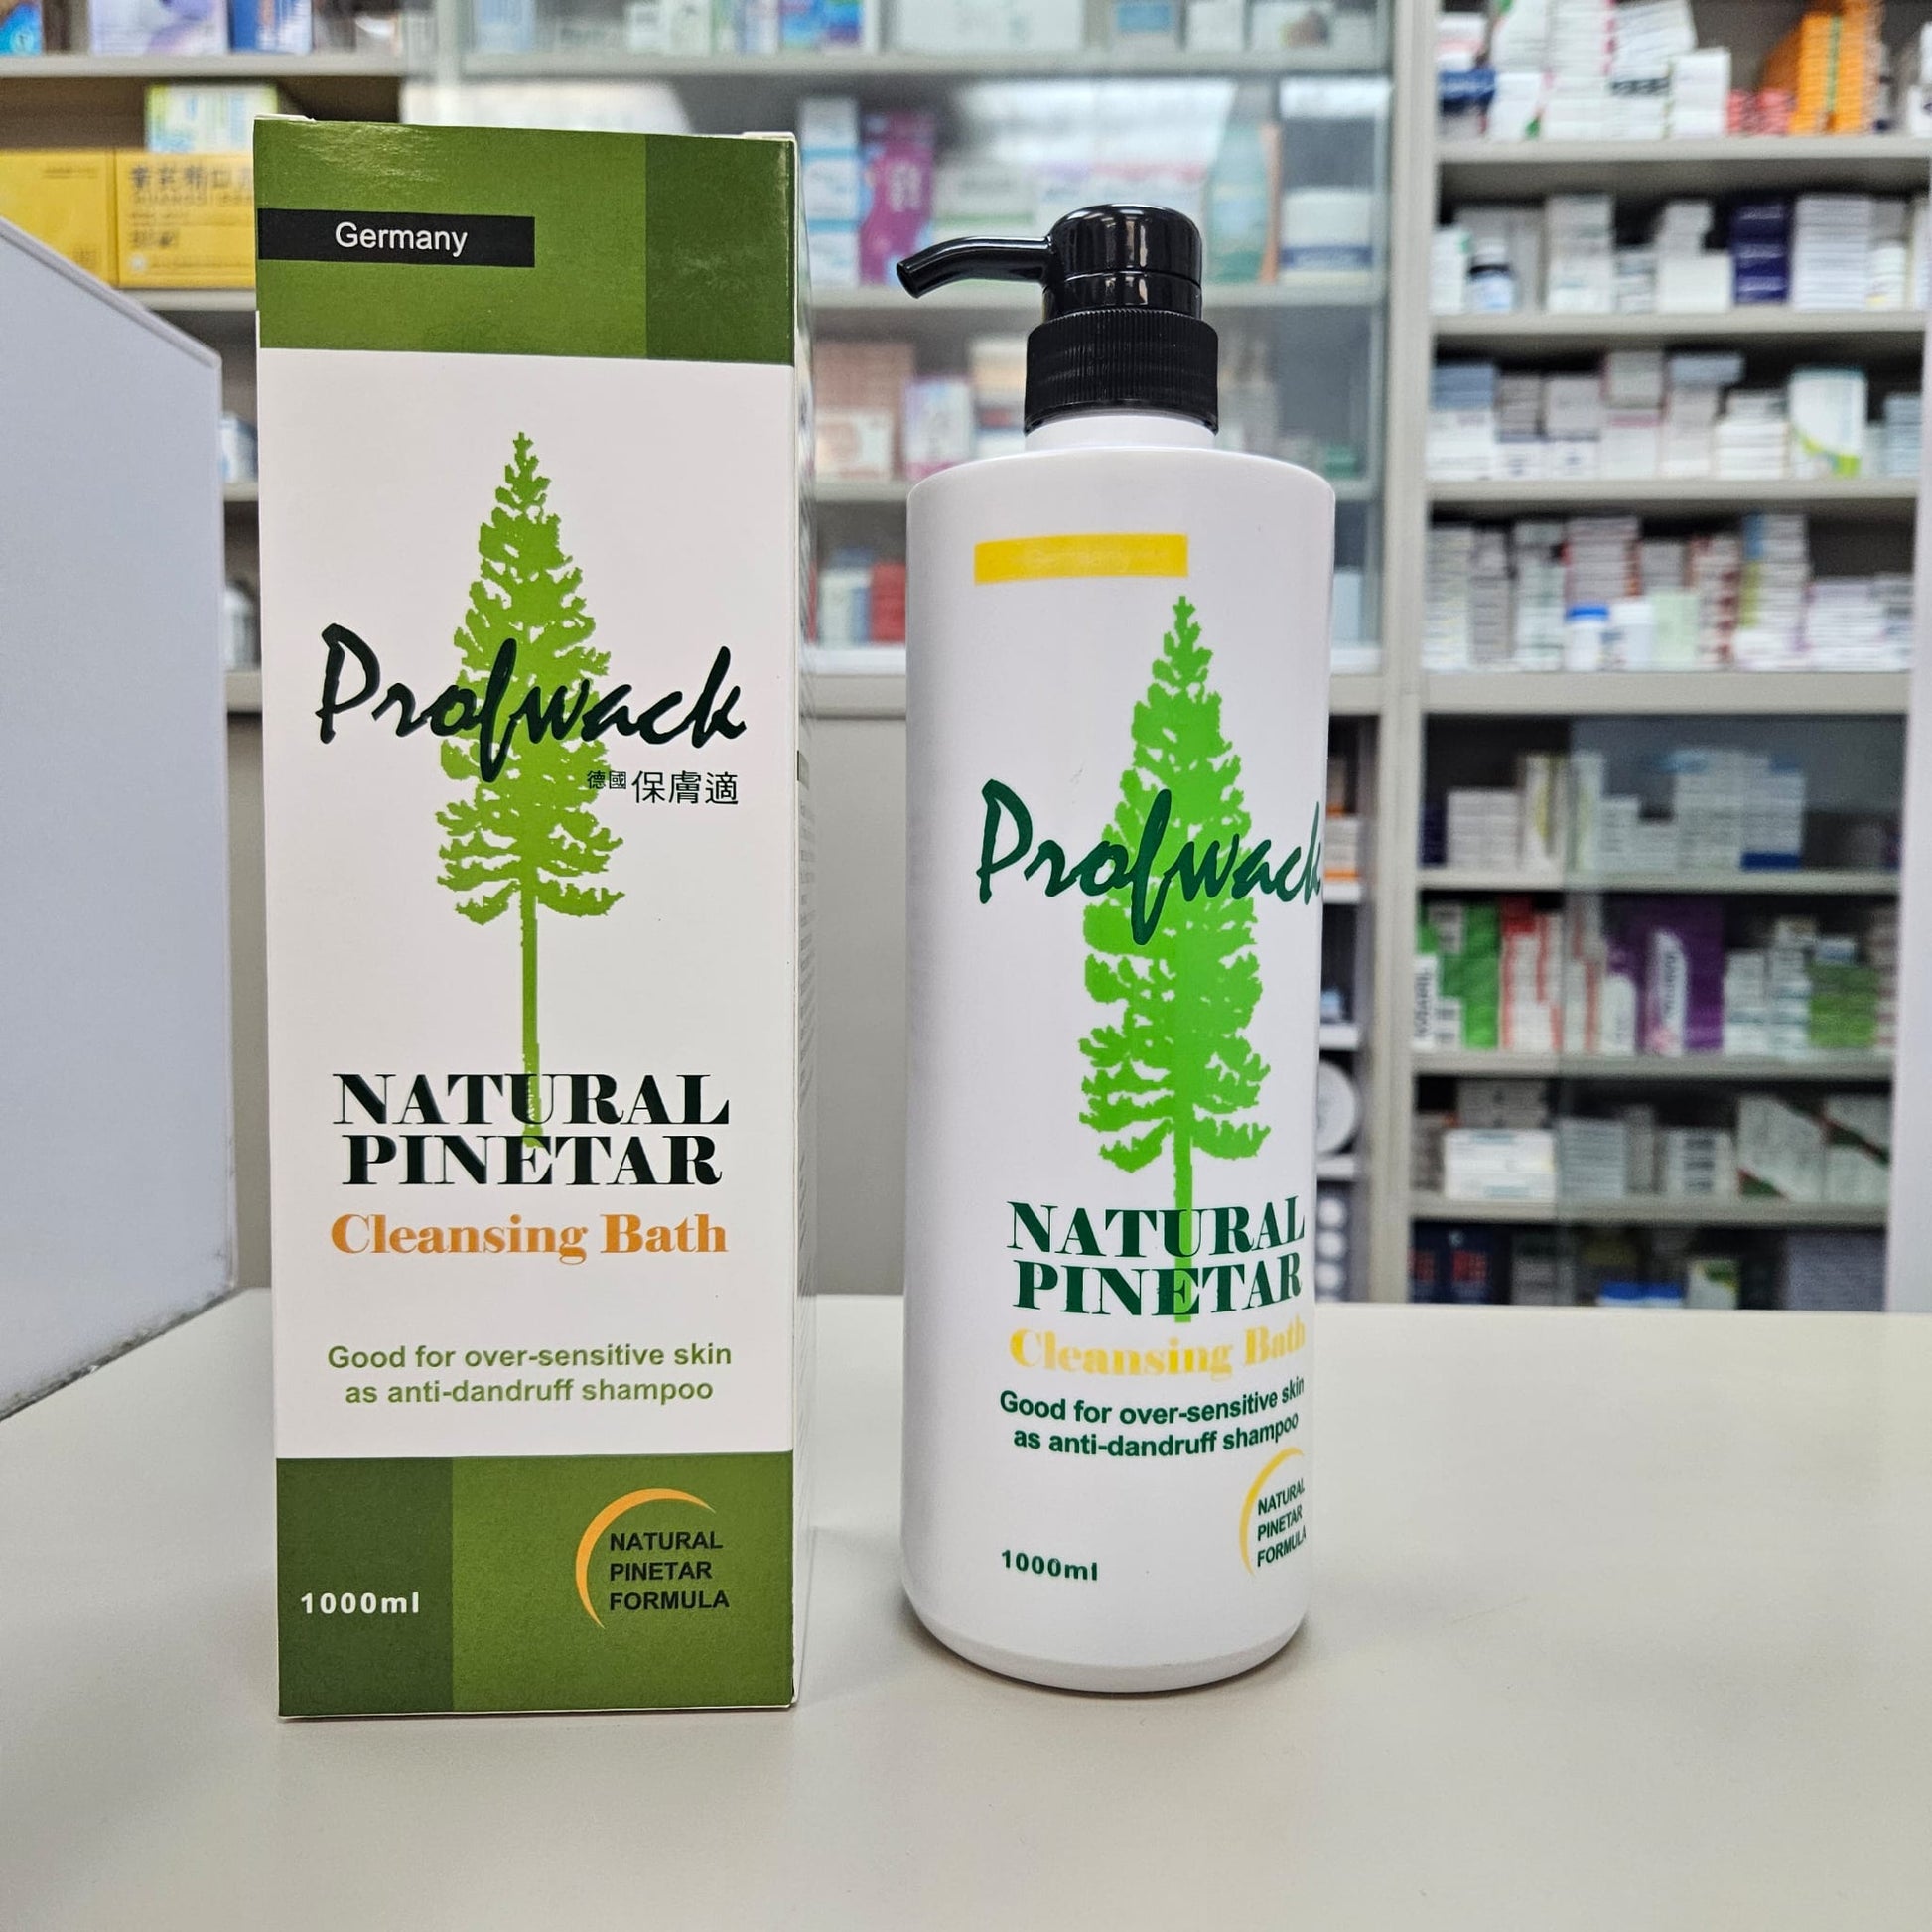 Germany
Profwack
德國保膚適
NATURAL
PINETAR
Cleansing Bath
Good for over-sensitive skin
as anti-dandruff shampoo
1000ml
NATURAL
PINETAR
FORMULA
Germany
Profwack
NATURAL
PINETAR
Cleansing Bath
Good for over-sensitive skin
as anti-dandruff shampoo
NATURAL
PINETAR
FORMULA
1000ml